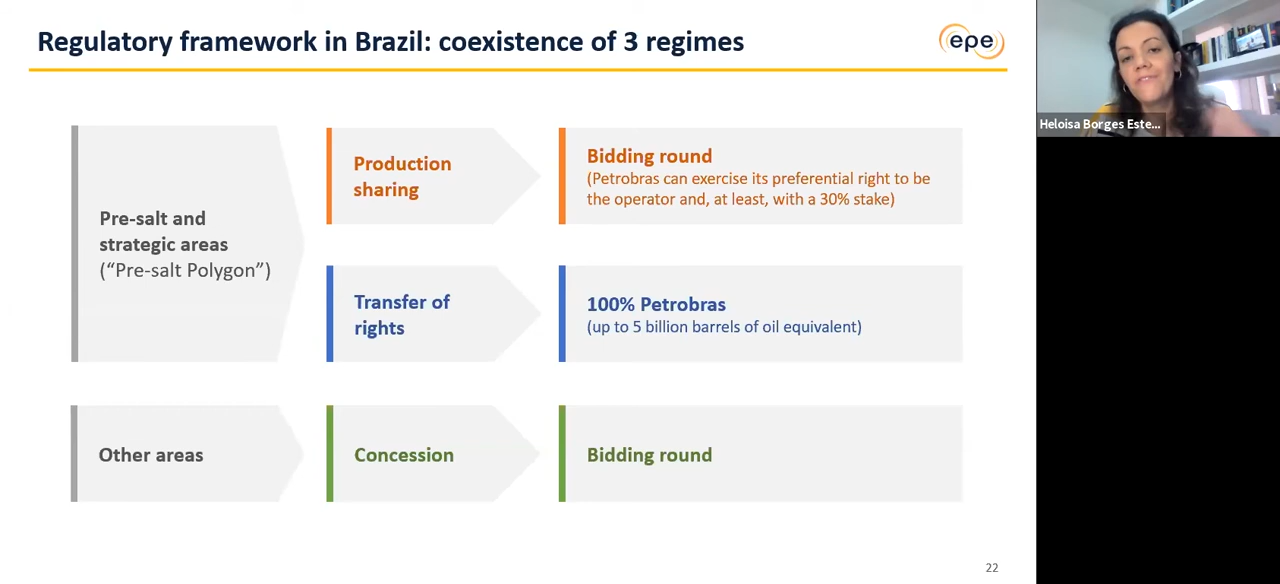 Regulatory framework in Brazil: coexistence of 3 regimes
epe
Heloisa Borges Este...
Pre-salt and
strategic areas
(“Pre-salt Polygon”)
Production
sharing
Bidding round
(Petrobras can exercise its preferential right to be
the operator and, at least, with a 30% stake)
Transfer of
rights
100% Petrobras
(up to 5 billion barrels of oil equivalent)
Other areas
Concession
Bidding round
22